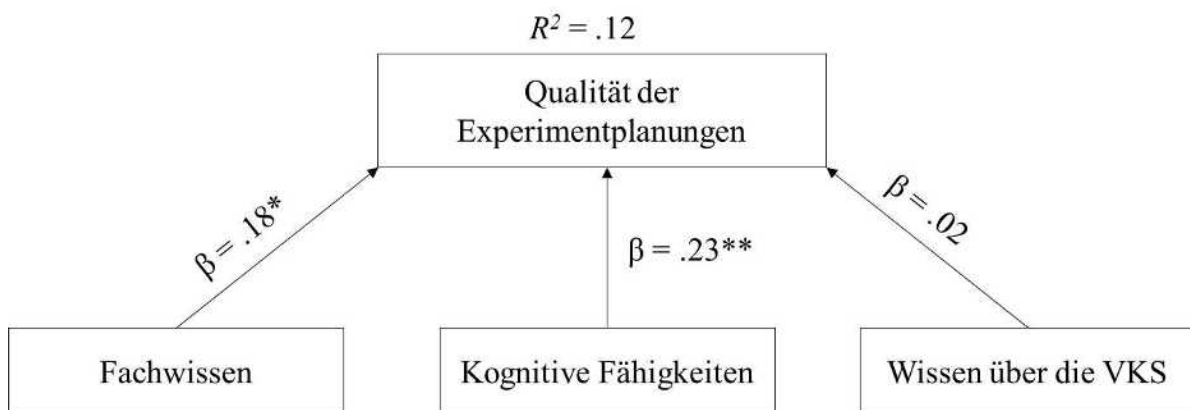 R² = .12
Qualität der
Experimentplanungen
β = .18*
β = .23**
β = .02
Fachwissen
Kognitive Fähigkeiten
Wissen über die VKS